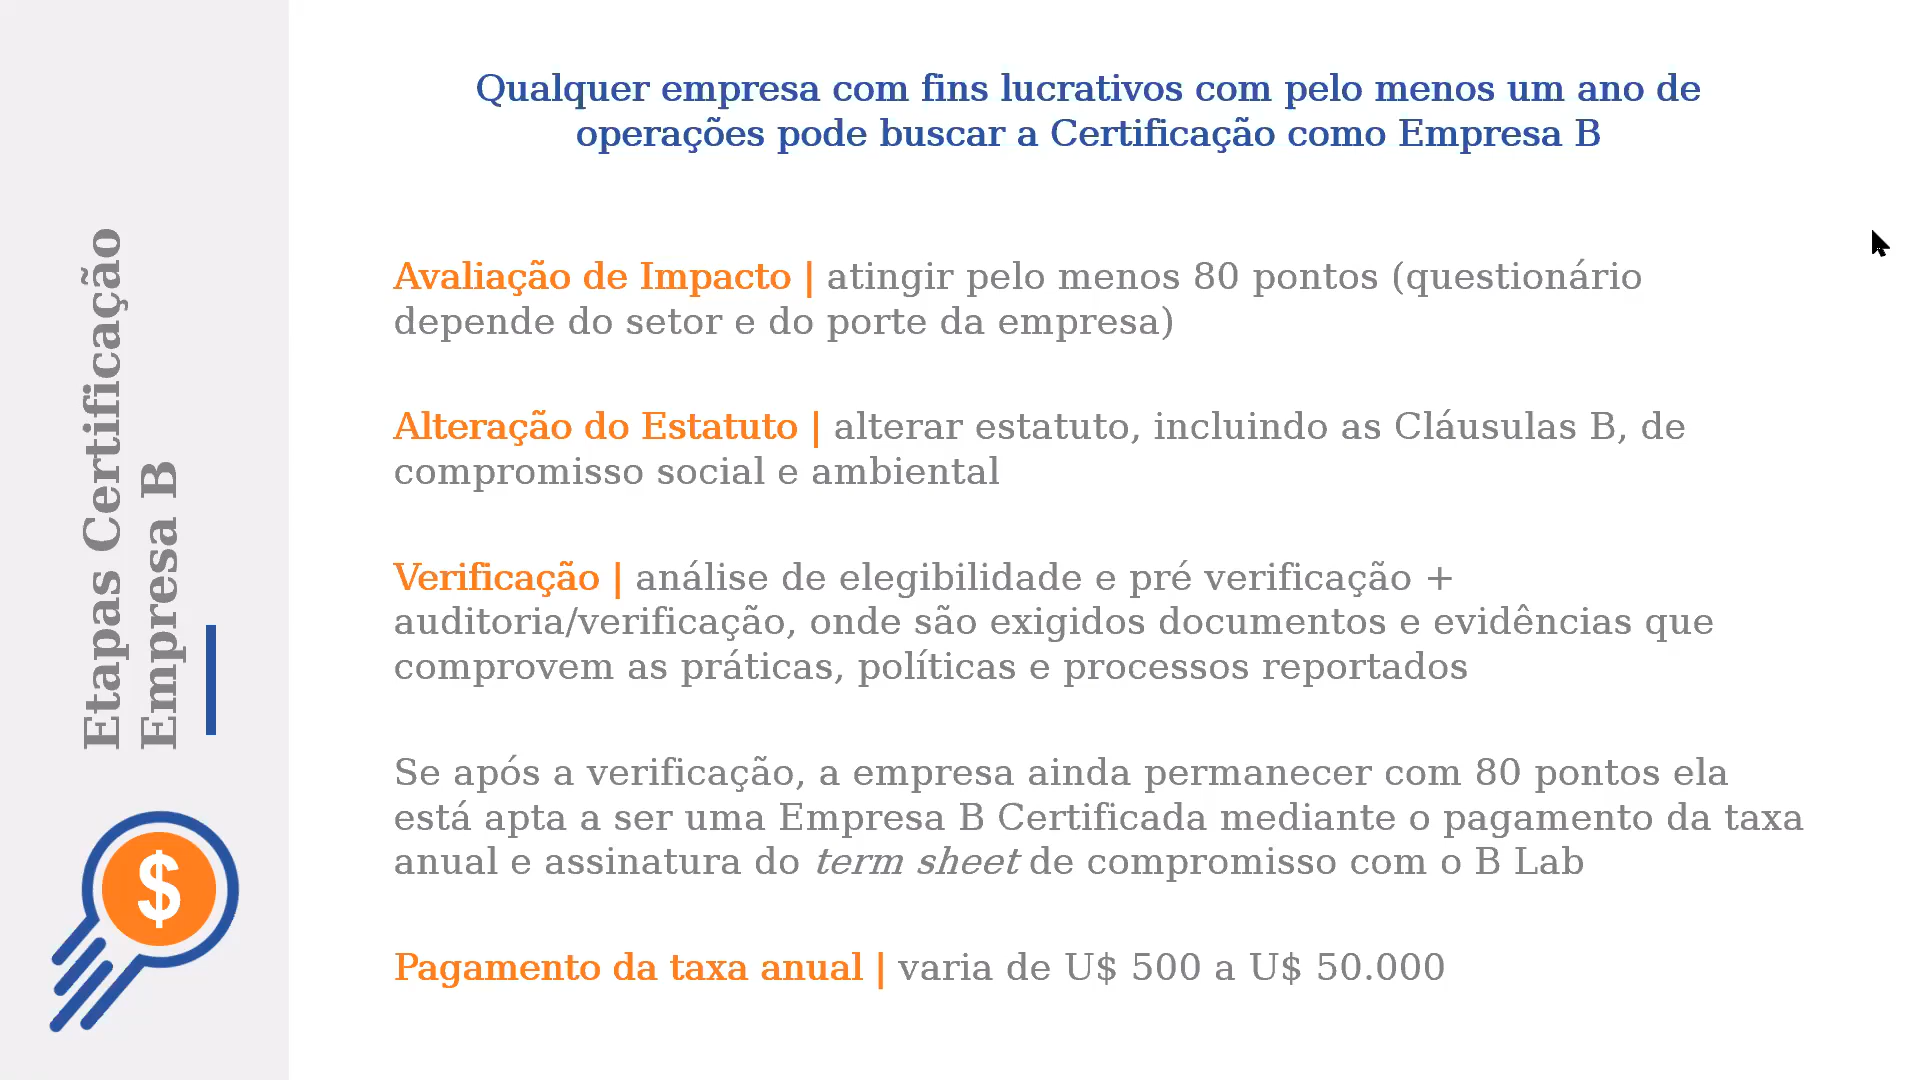 Etapas Certificação
Empresa B
Qualquer empresa com fins lucrativos com pelo menos um ano de
operações pode buscar a Certificação como Empresa B
Avaliação de Impacto | atingir pelo menos 80 pontos (questionário
depende do setor e do porte da empresa)
Alteração do Estatuto | alterar estatuto, incluindo as Cláusulas B, de
compromisso social e ambiental
Verificação | análise de elegibilidade e pré verificação +
auditoria/verificação, onde são exigidos documentos e evidências que
comprovem as práticas, políticas e processos reportados
Se após a verificação, a empresa ainda permanecer com 80 pontos ela
está apta a ser uma Empresa B Certificada mediante o pagamento da taxa
anual e assinatura do term sheet de compromisso com o B Lab
Pagamento da taxa anual | varia de U$ 500 a U$ 50.000
$